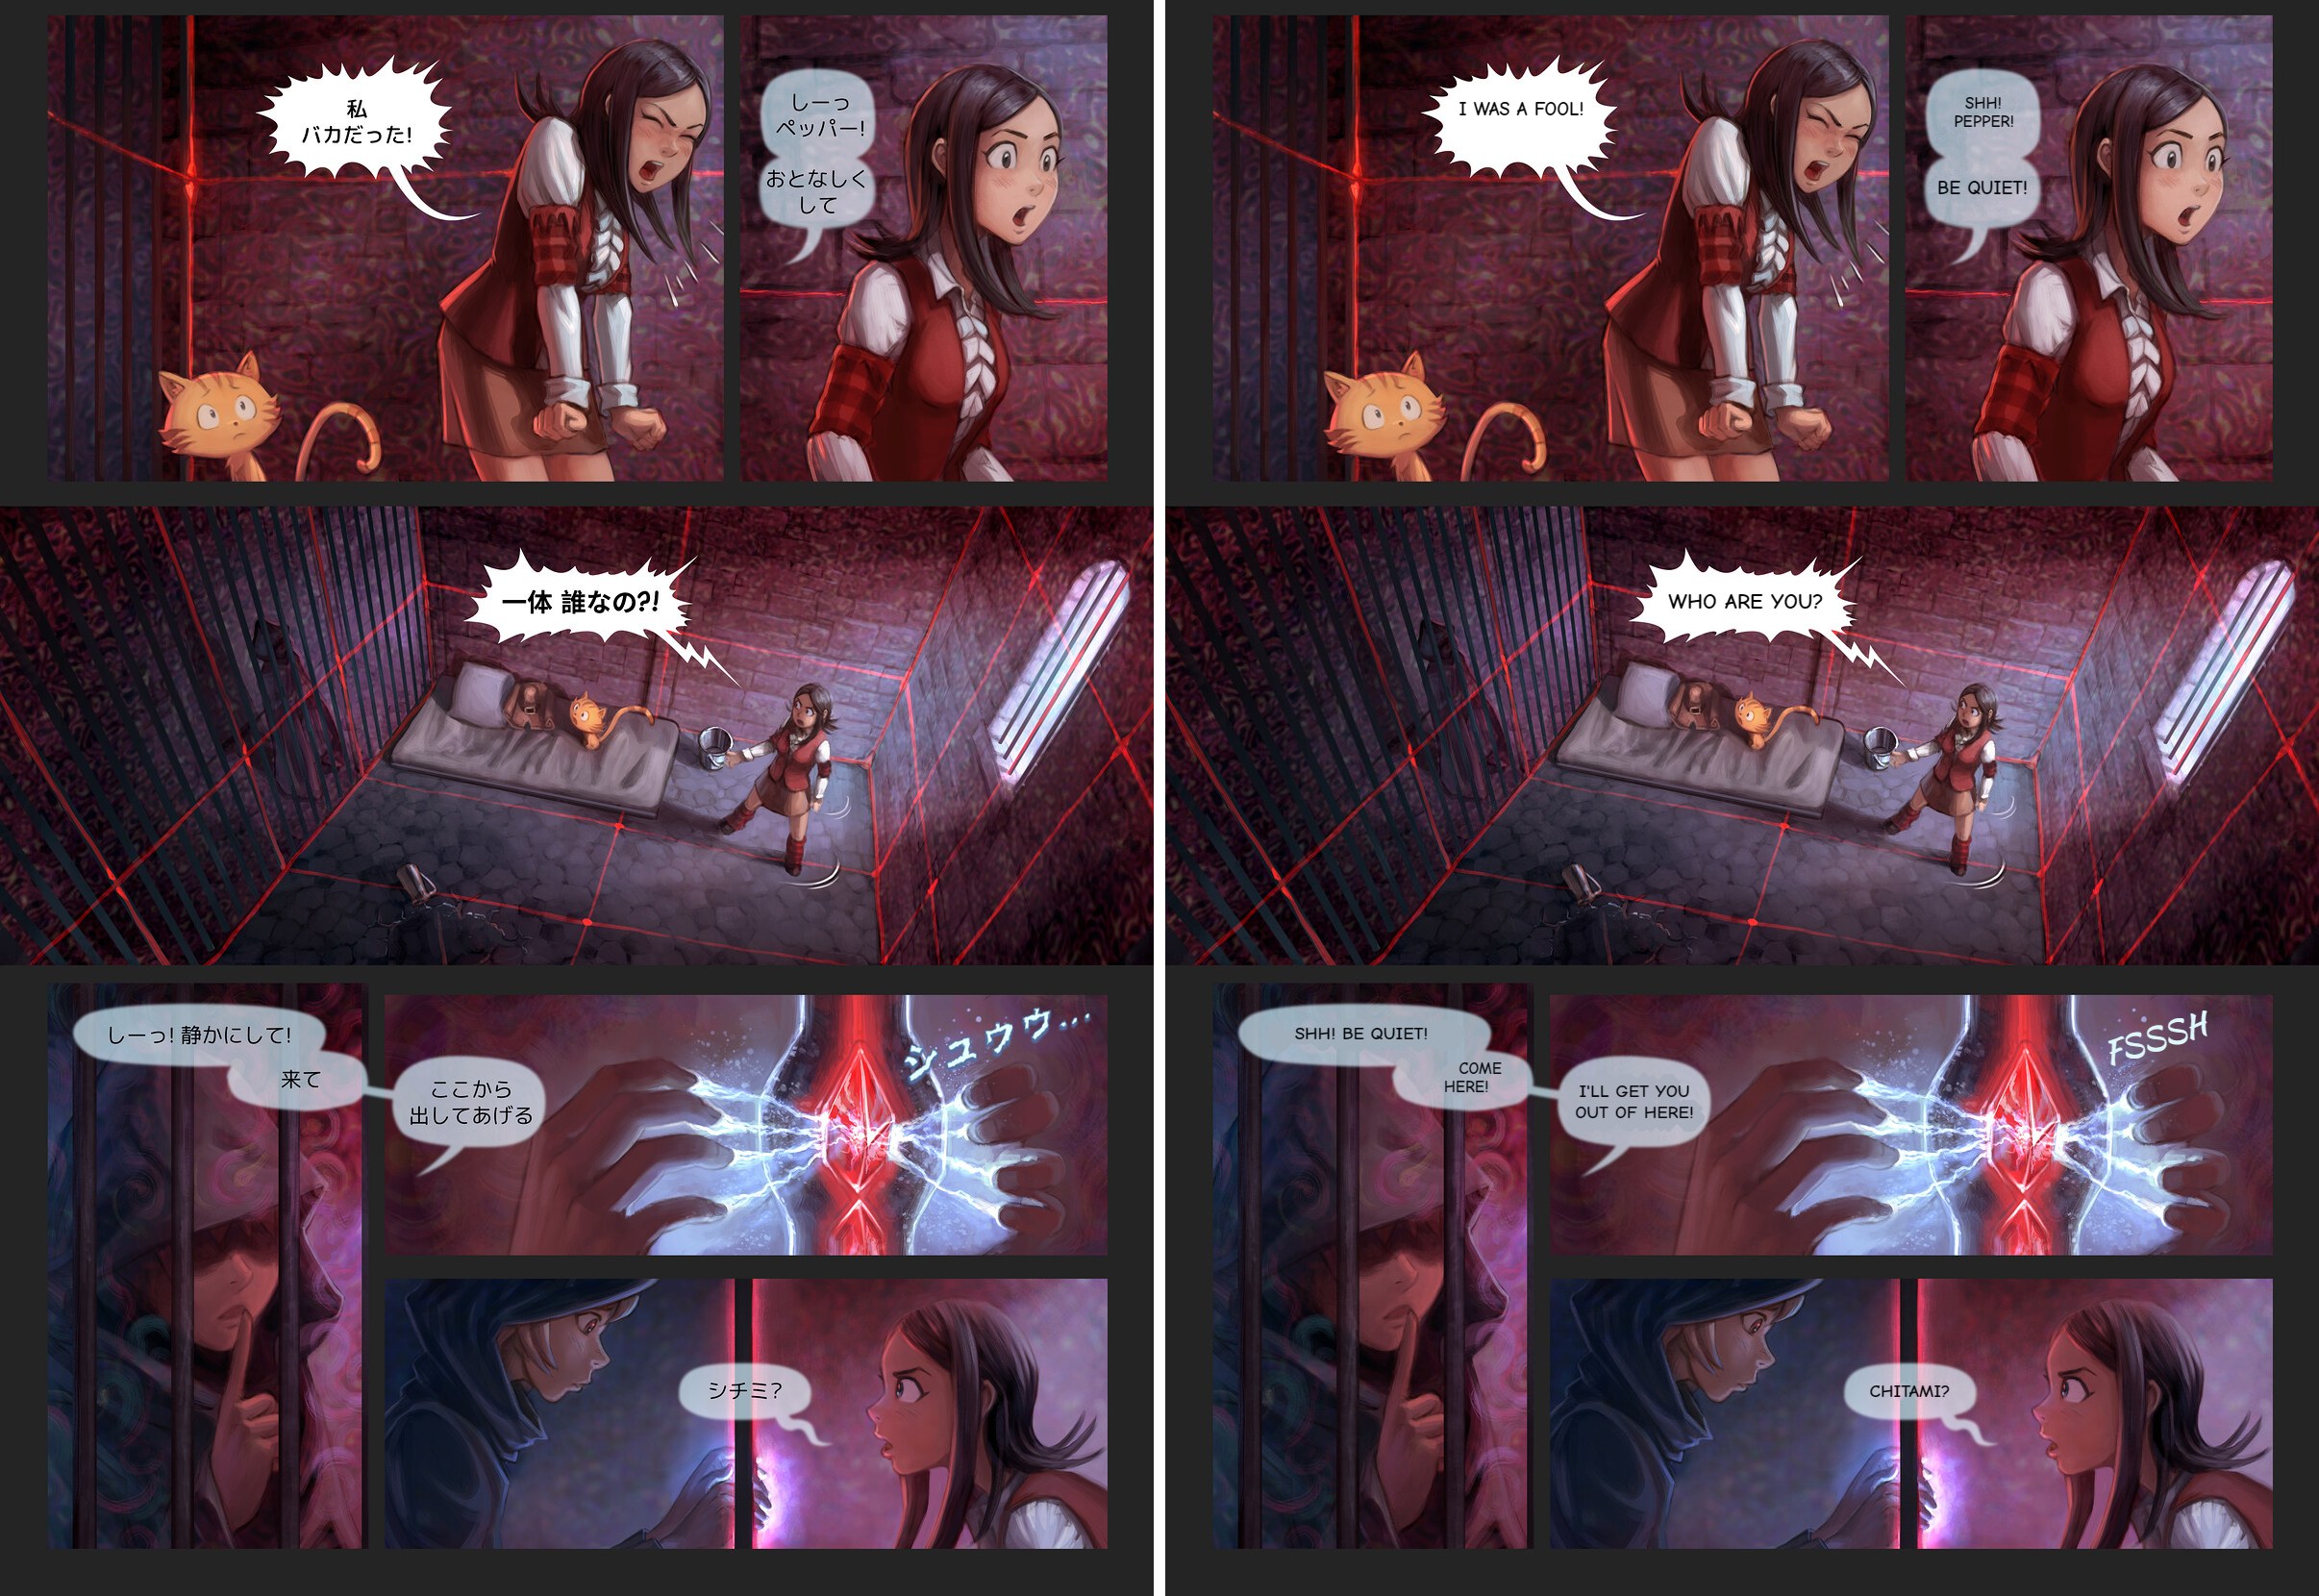 私
バカだった!
しーっ
ペッパー!
おとなしく
して
一体 誰なの?!
しーっ! 静かにして!
来て
ここから
出してあげる
シュウウ...
シチミ?
I WAS A FOOL!
SHH!
PEPPER!
BE QUIET!
WHO ARE YOU?
SHH! BE QUIET!
COME
HERE!
I'LL GET YOU
OUT OF HERE!
FSSSH
CHITAMI?